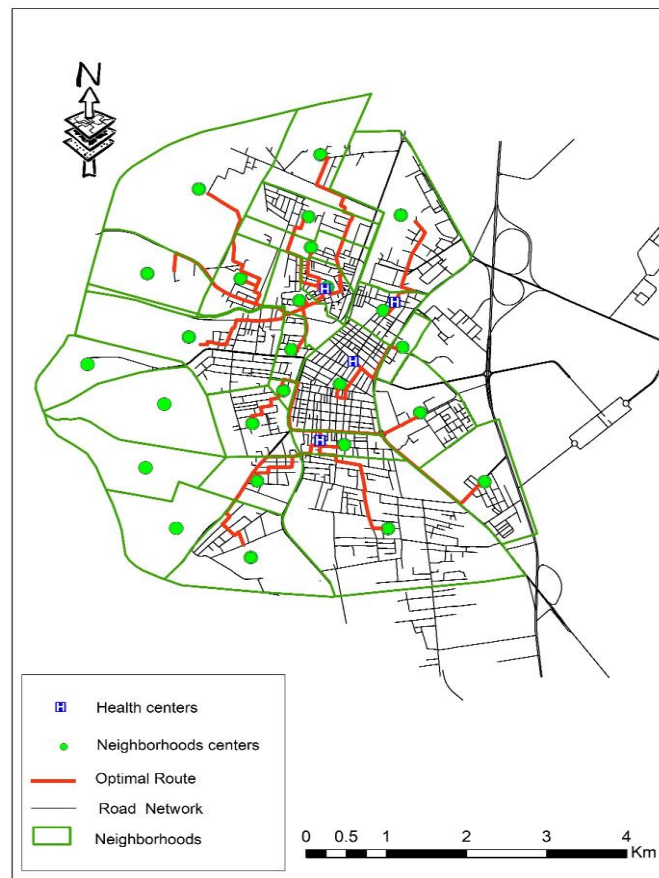 N
H
H
H
H
H Health centers
Neighborhoods centers
Optimal Route
Road Network
Neighborhoods
0 0.5 1 2 3 4
Km